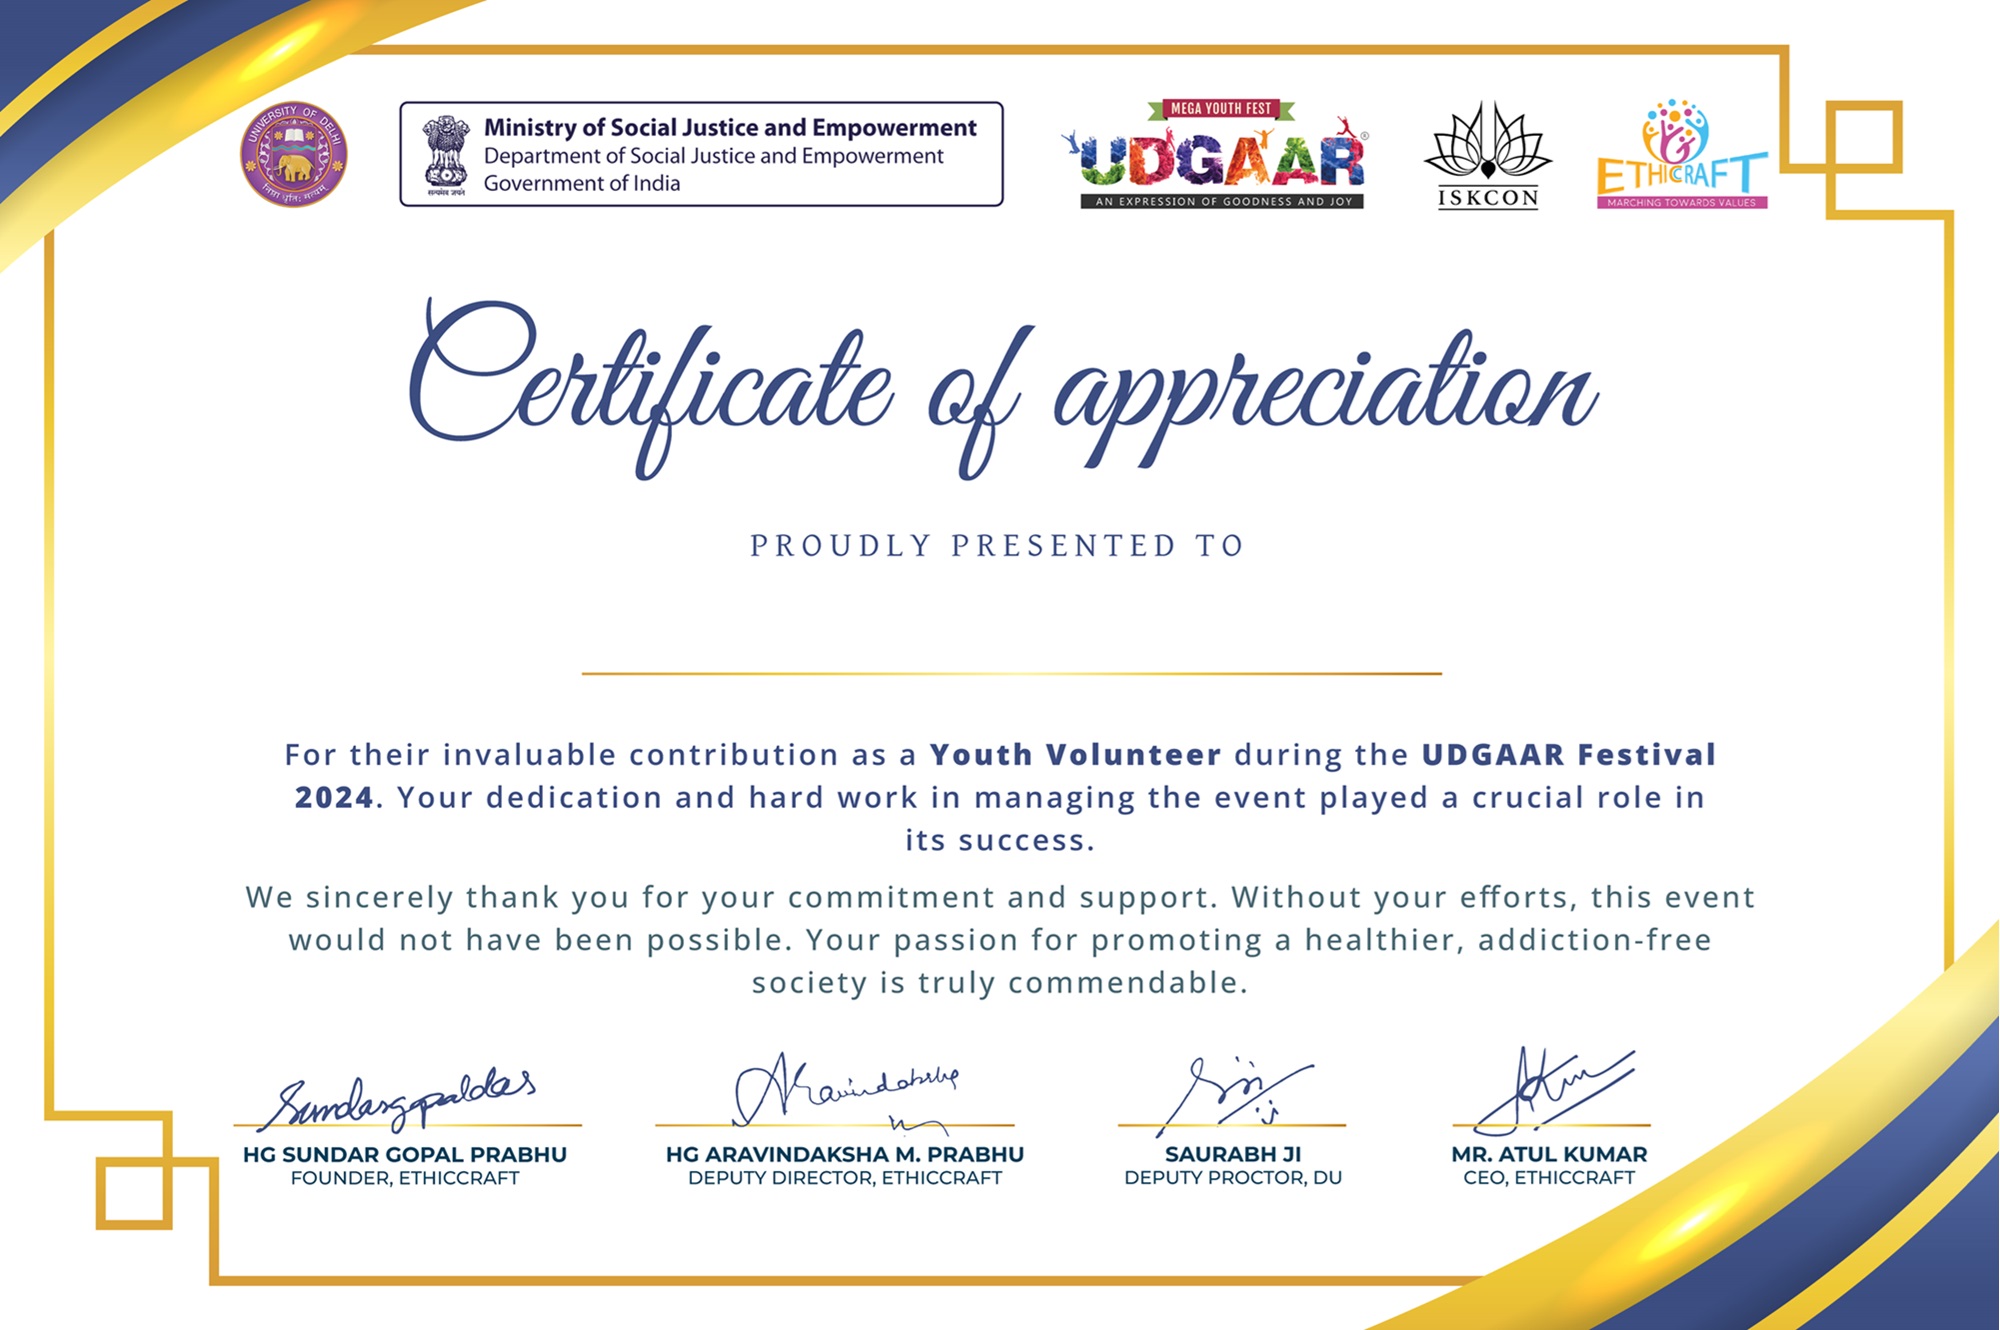 UNIVERSITY OF DELHI
निष्ठा धृति: सत्यम्
सत्यमेव जयते
Ministry of Social Justice and Empowerment
Department of Social Justice and Empowerment
Government of India
MEGA YOUTH FEST
UDGAAR®
AN EXPRESSION OF GOODNESS AND JOY
ISKCON
ETHICRAFT
MARCHING TOWARDS VALUES
Certificate of appreciation
PROUDLY PRESENTED TO
For their invaluable contribution as a Youth Volunteer during the UDGAAR Festival
2024. Your dedication and hard work in managing the event played a crucial role in
its success.
We sincerely thank you for your commitment and support. Without your efforts, this event
would not have been possible. Your passion for promoting a healthier, addiction-free
society is truly commendable.
Sundargopaldas
HG SUNDAR GOPAL PRABHU
FOUNDER, ETHICCRAFT
Aravindaksha
HG ARAVINDAKSHA M. PRABHU
DEPUTY DIRECTOR, ETHICCRAFT
SAURABH JI
DEPUTY PROCTOR, DU
MR. ATUL KUMAR
CEO, ETHICCRAFT